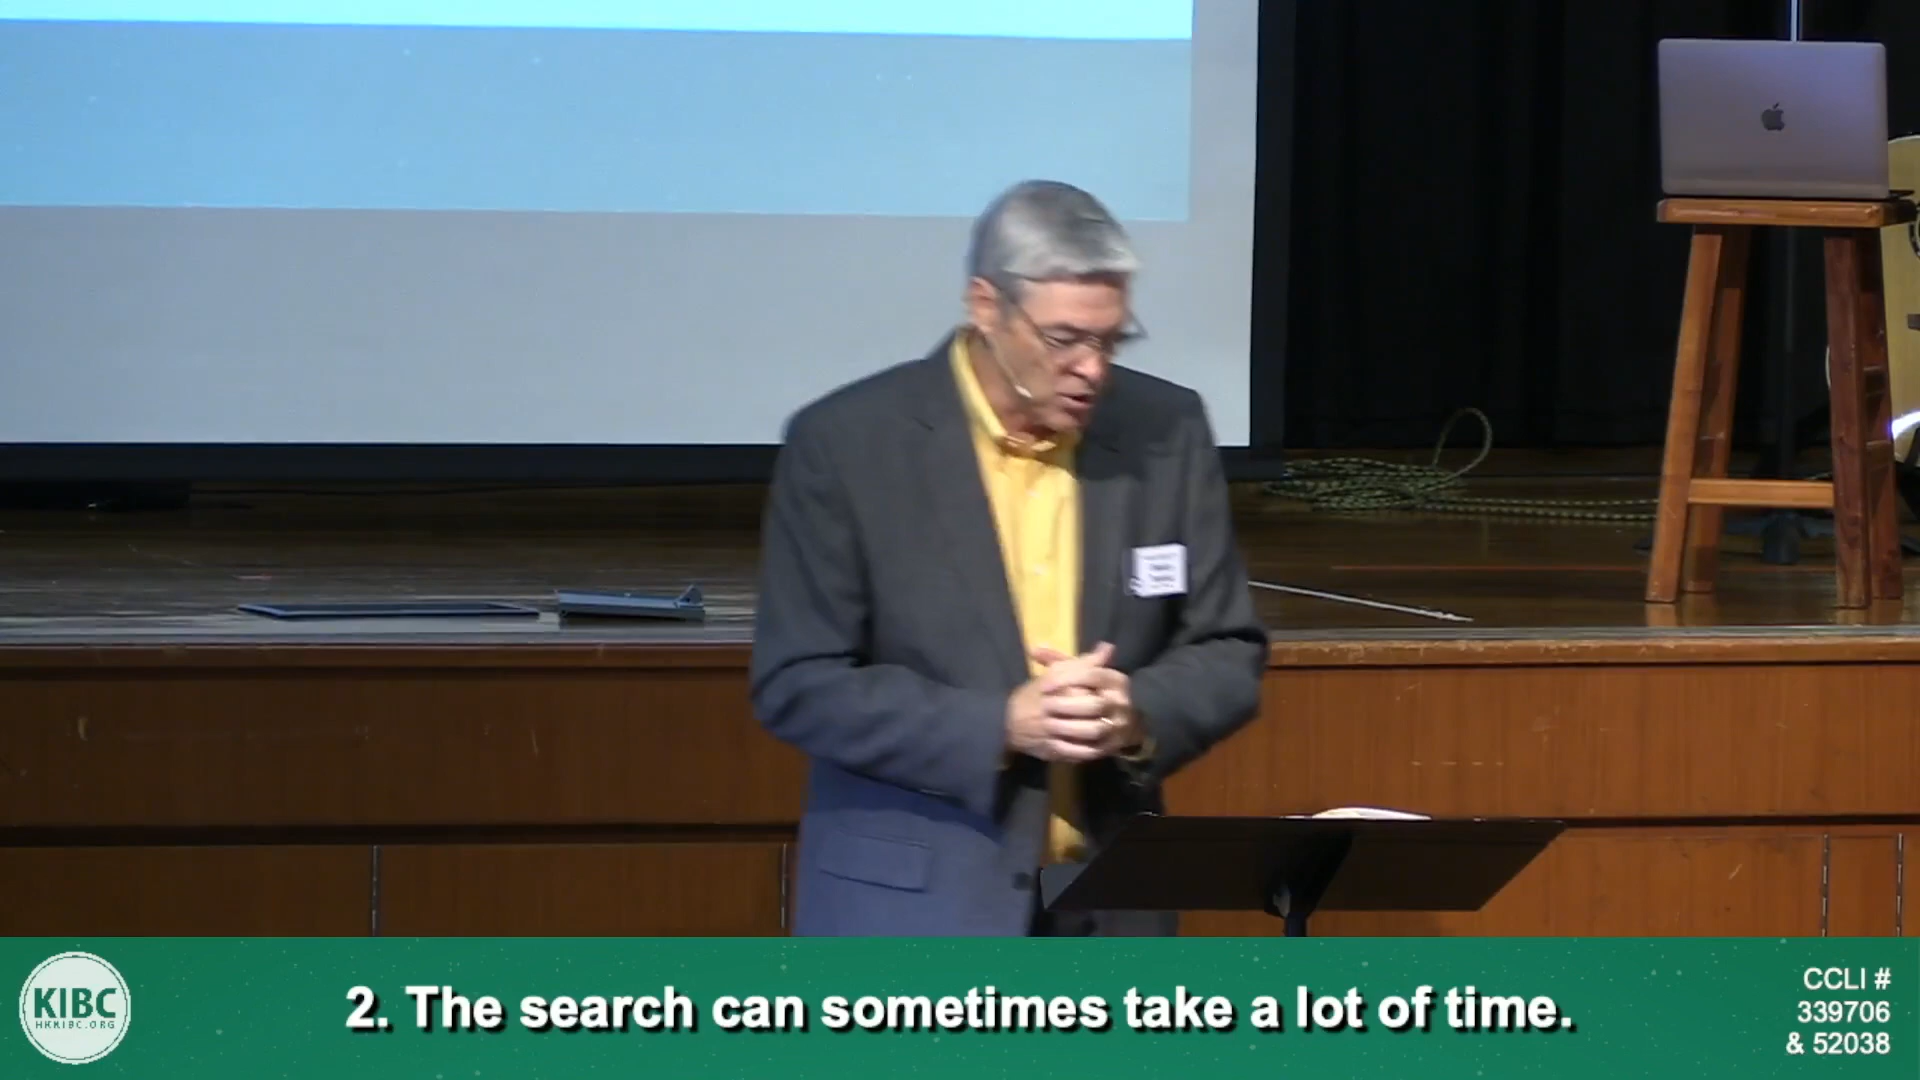 KIBC
HKKIBC.ORG
2. The search can sometimes take a lot of time.
CCLI #
339706
& 52038